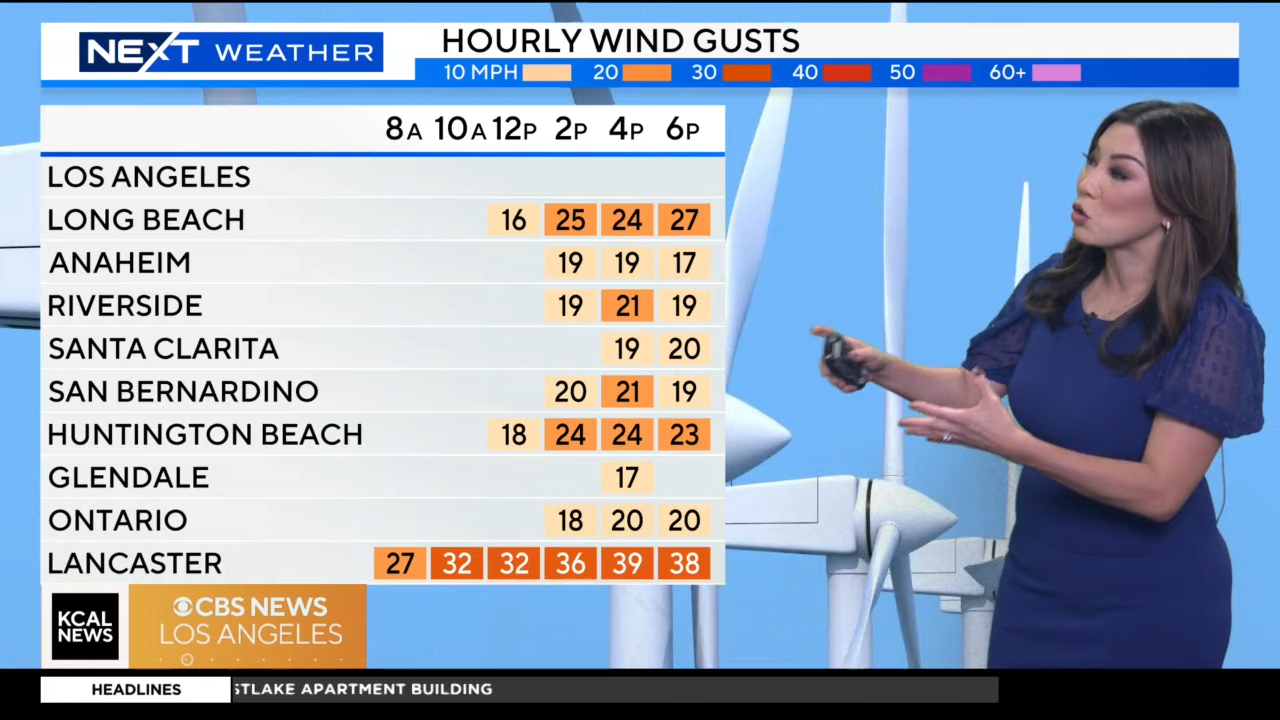 NEXT WEATHER
HOURLY WIND GUSTS
10 MPH 20 30 40 50 60+
8A 10A 12P 2P 4P 6P
LOS ANGELES
LONG BEACH 16 25 24 27
ANAHEIM 19 19 17
RIVERSIDE 19 21 19
SANTA CLARITA 19 20
SAN BERNARDINO 20 21 19
HUNTINGTON BEACH 18 24 24 23
GLENDALE 17
ONTARIO 18 20 20
LANCASTER 27 32 32 36 39 38
KCAL NEWS
CBS NEWS
LOS ANGELES
HEADLINES STLAKE APARTMENT BUILDING